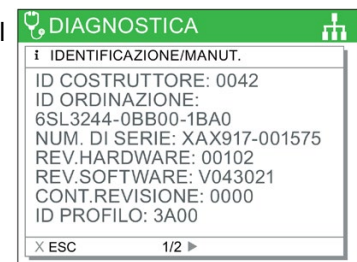 DIAGNOSTICA
i IDENTIFICAZIONE/MANUT.
ID COSTRUTTORE: 0042
ID ORDINAZIONE:
6SL3244-0BB00-1BA0
NUM. DI SERIE: XAX917-001575
REV.HARDWARE: 00102
REV.SOFTWARE: V043021
CONT.REVISIONE: 0000
ID PROFILO: 3A00
X ESC 1/2 ▶